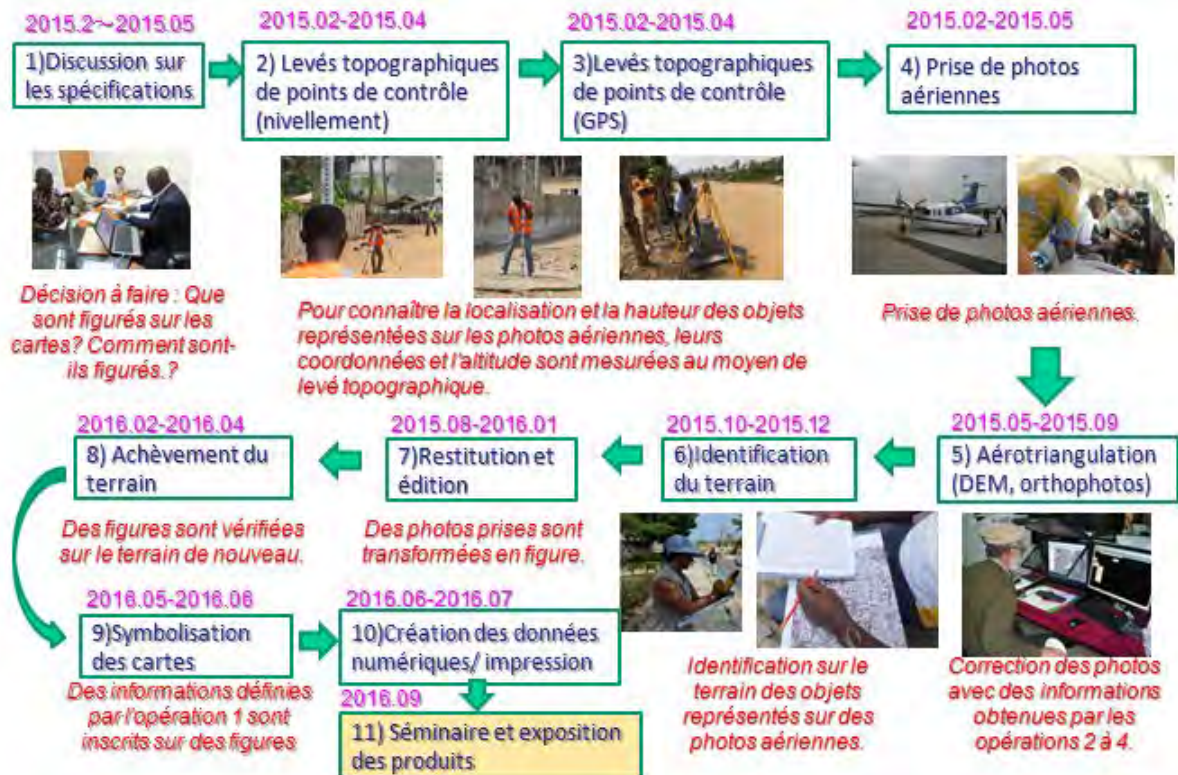 2015.2~2015.05
1)Discussion sur
les spécifications
2015.02-2015.04
2) Levés topographiques
de points de contrôle
(nivellement)
2015.02-2015.04
3)Levés topographiques
de points de contrôle
(GPS)
2015.02-2015.05
4) Prise de photos
aériennes
Décision à faire : Que
sont figurés sur les
cartes? Comment sont-
ils figurés.?
Pour connaître la localisation et la hauteur des objets
représentées sur les photos aériennes, leurs
coordonnées et l'altitude sont mesurées au moyen de
levé topographique.
Prise de photos aériennes.
2015.05-2015.09
5) Aérotriangulation
(DEM, orthophotos)
Correction des photos
avec des informations
obtenues par les
opérations 2 à 4.
2015.10-2015.12
6)Identification
du terrain
Identification sur le
terrain des objets
représentés sur des
photos aériennes.
2015.08-2016.01
7)Restitution et
édition
Des photos prises sont
transformées en figure.
2016.02-2016.04
8) Achèvement du
terrain
Des figures sont vérifiées
sur le terrain de nouveau.
2016.05-2016.06
9)Symbolisation
des cartes
Des informations définies
par l'opération 1 sont
inscrits sur des figures
2016.06-2016.07
10)Création des données
numériques/ impression
2016.09
11) Séminaire et exposition
des produits